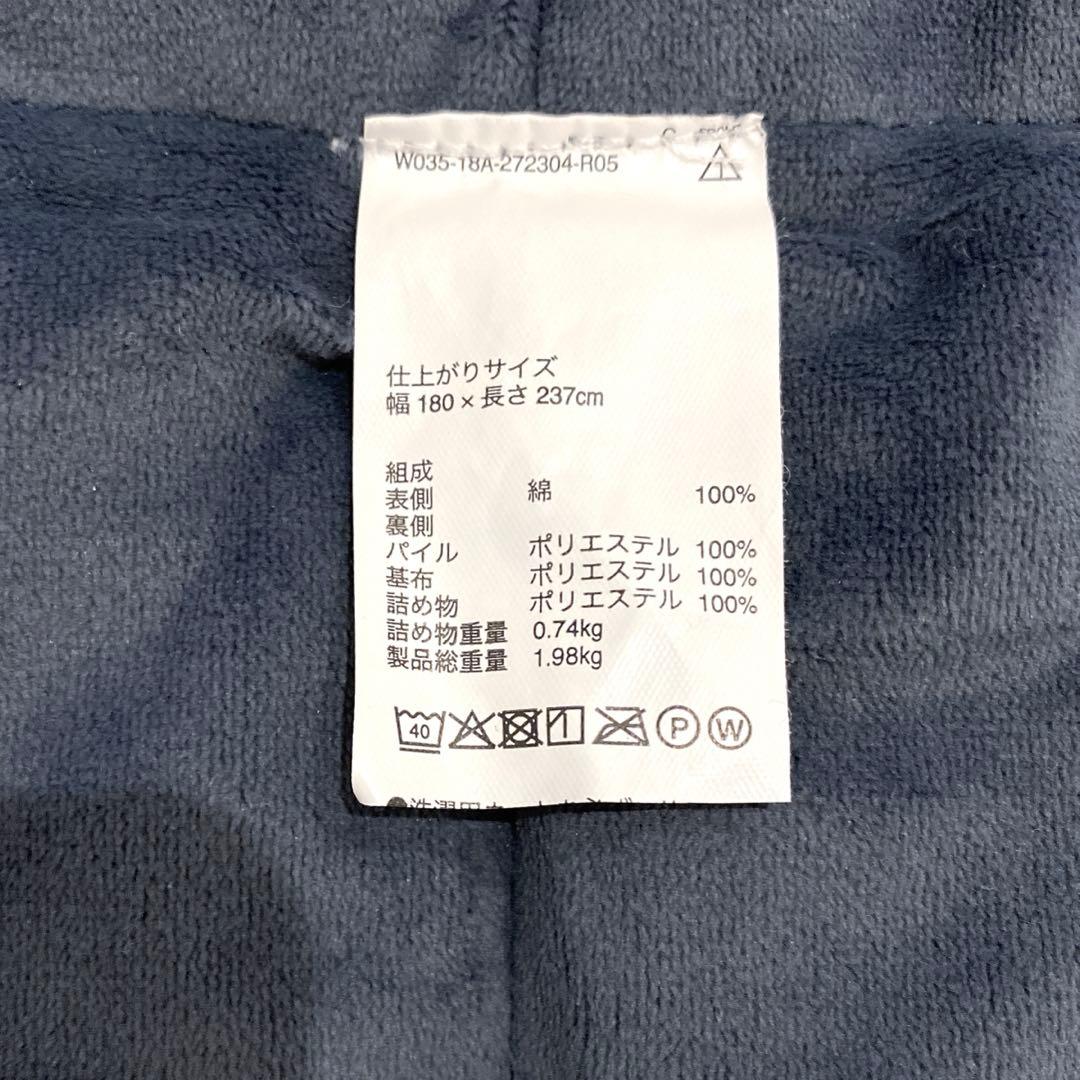 W035-18A-272304-R05
1
仕上がりサイズ
幅 180 × 長さ 237cm
組成
表側 綿 100%
裏側
パイル ポリエステル 100%
基布 ポリエステル 100%
詰め物 ポリエステル 100%
詰め物重量 0.74kg
製品総重量 1.98kg
40 P W